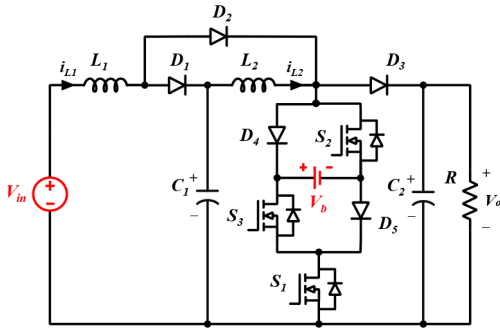 D2
iL1 L1 D1 L2 iL2 D3
D4 S2
+ -
Vin + - C1 + - Vb C2 + - R + Vo -
S3 D5
S1